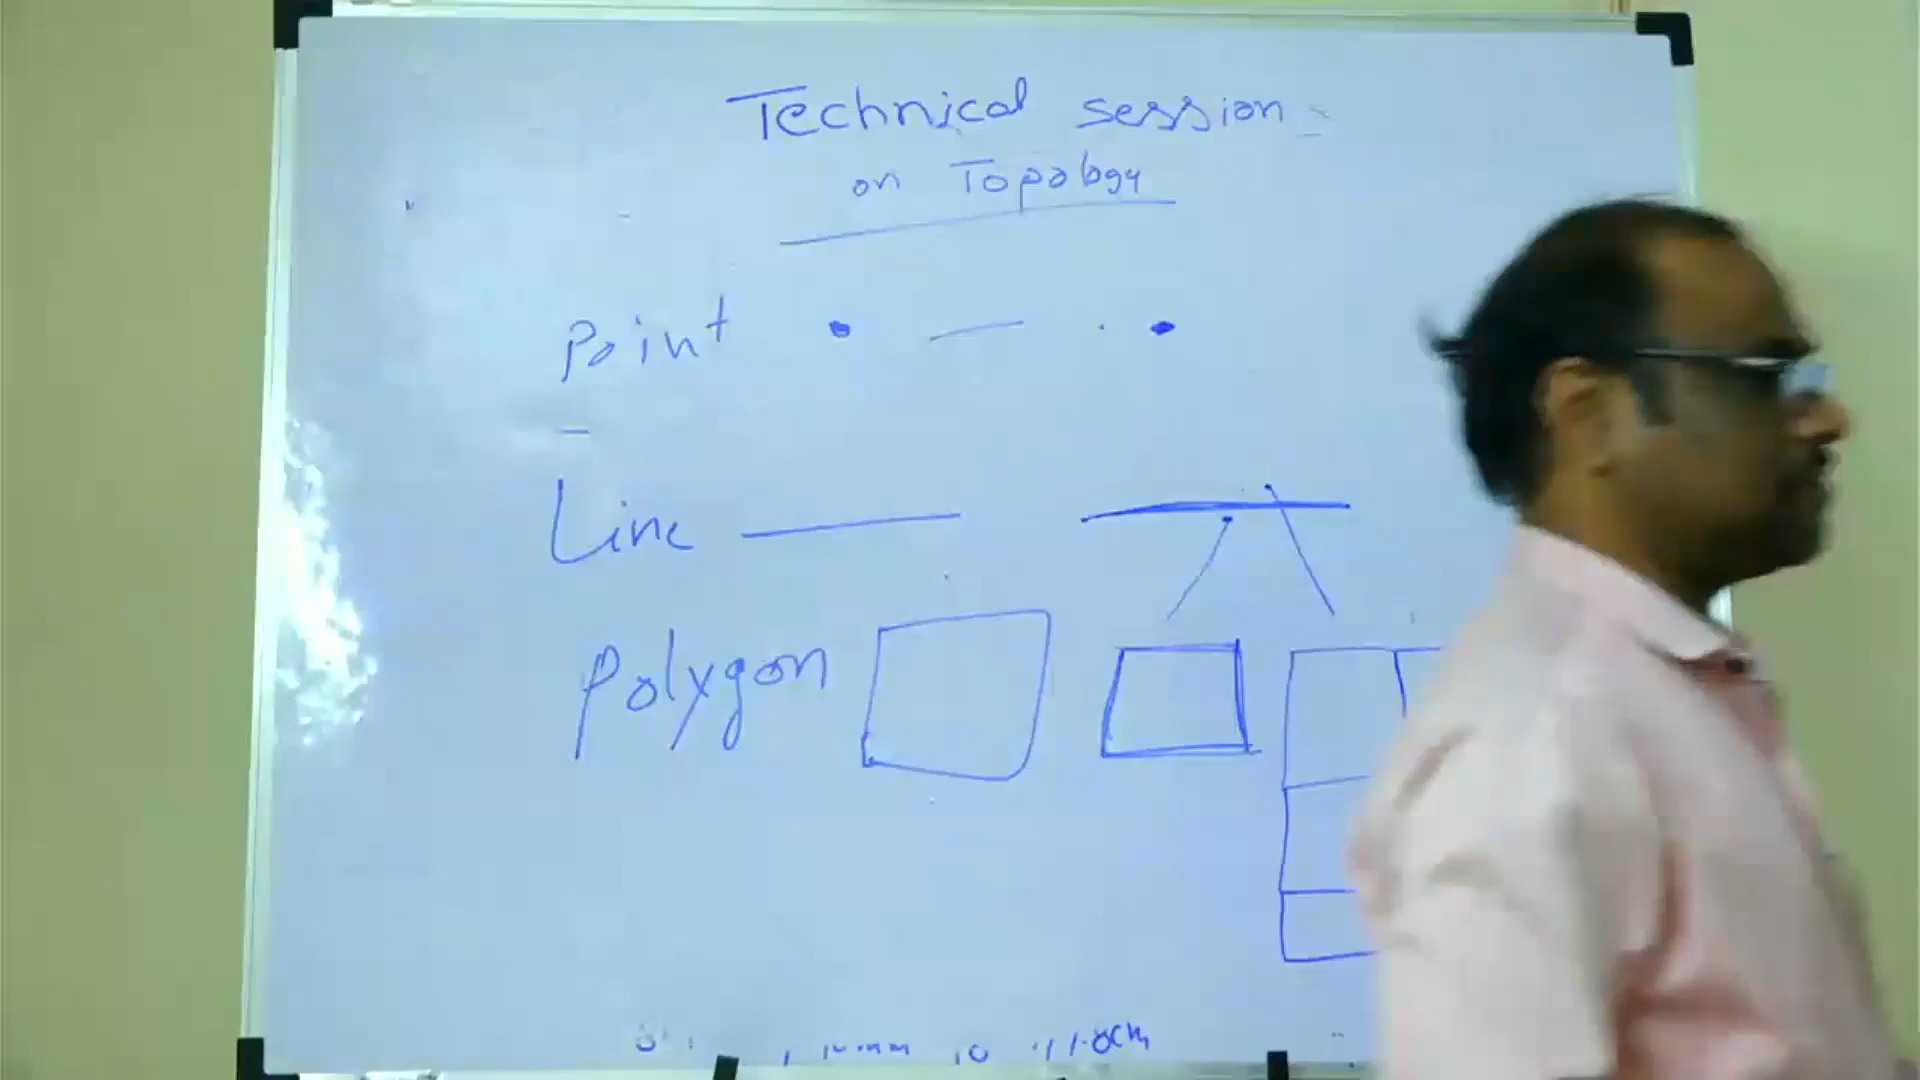 Technical session
on Topology
Point
Line
Polygon